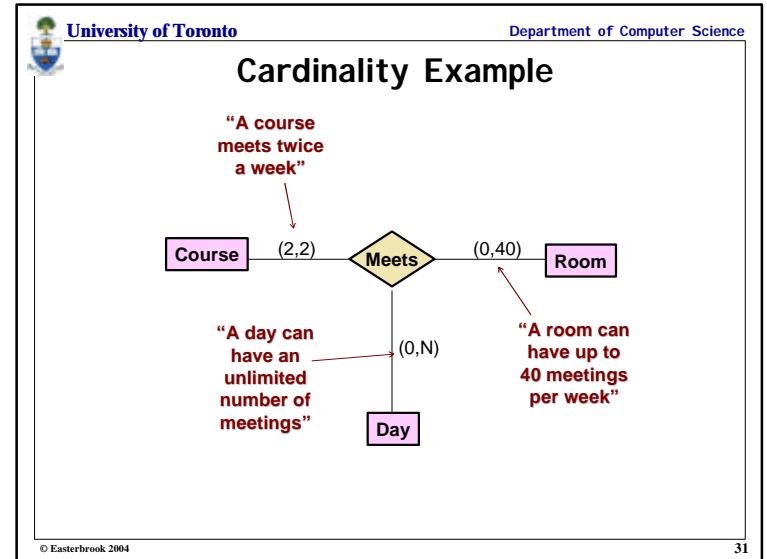 University of Toronto
Department of Computer Science
Cardinality Example
“A course
meets twice
a week”
Course
(2,2)
Meets
(0,40)
Room
“A day can
have an
unlimited
number of
meetings”
(0,N)
“A room can
have up to
40 meetings
per week”
Day
© Easterbrook 2004
31